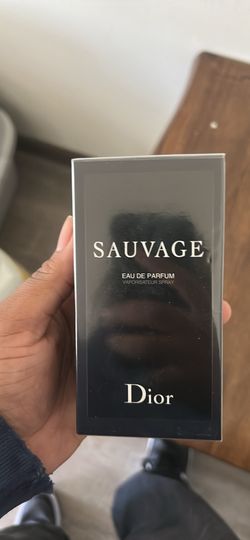 SAUVAGE
EAU DE PARFUM
VAPORISATEUR SPRAY
Dior